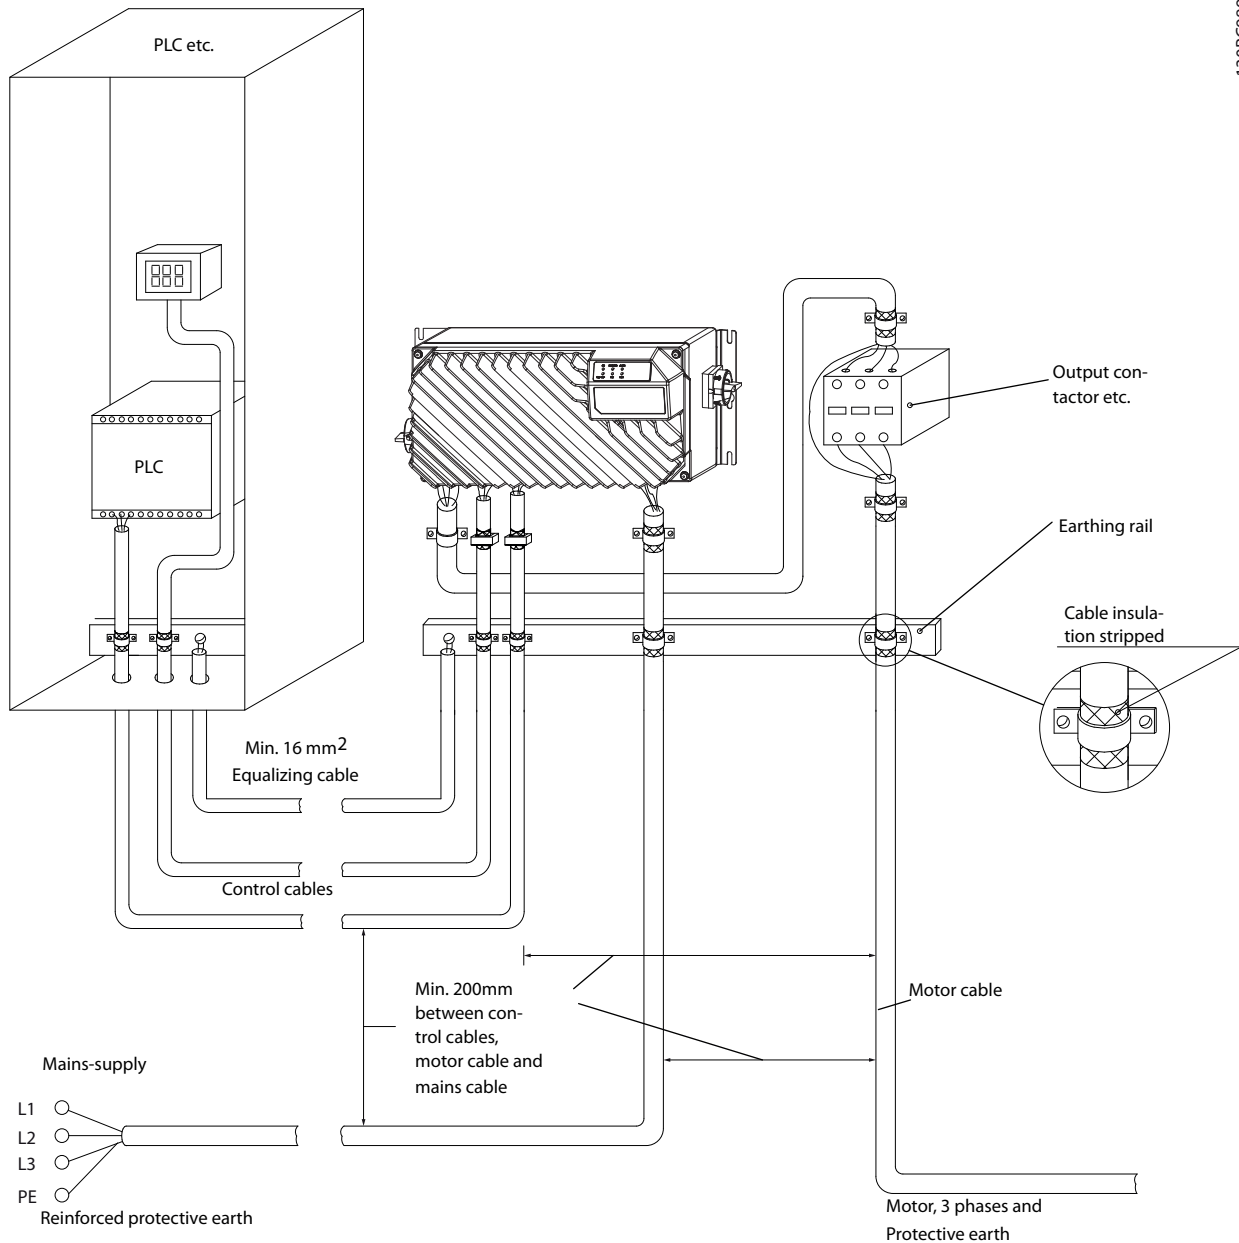 PLC etc.
Output con-
tactor etc.
PLC
Earthing rail
Cable insula-
tion stripped
Min. 16 mm2
Equalizing cable
Control cables
Min. 200mm
between con-
trol cables,
motor cable and
mains cable
Motor cable
Mains-supply
L1
L2
L3
PE
Reinforced protective earth
Motor, 3 phases and
Protective earth